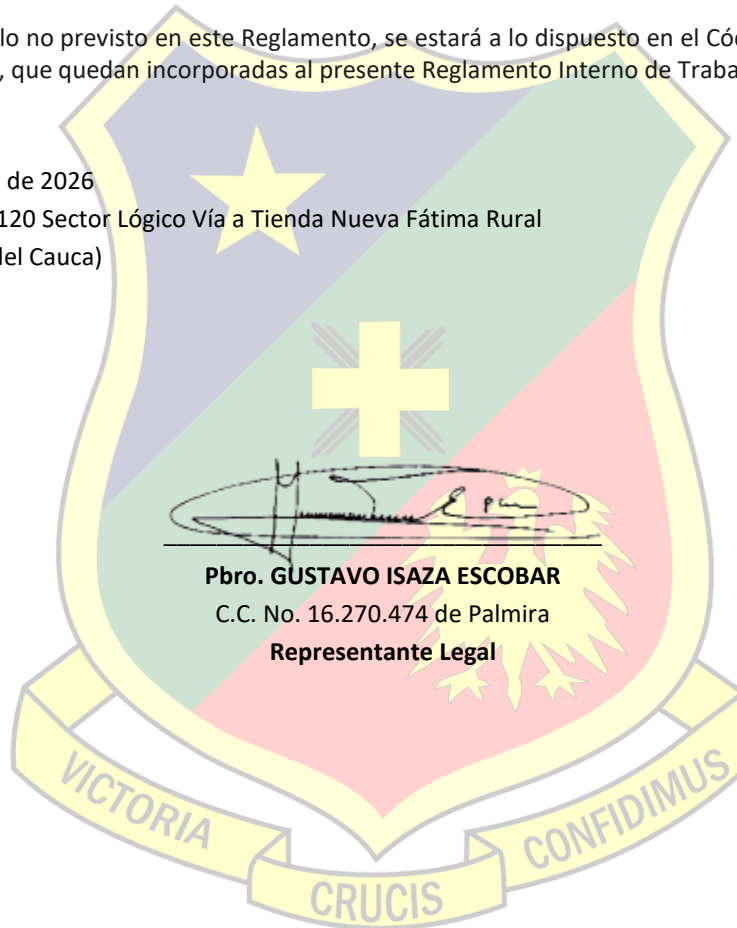 lo no previsto en este Reglamento, se estará a lo dispuesto en el Có
, que quedan incorporadas al presente Reglamento Interno de Traba
de 2026
120 Sector Lógico Vía a Tienda Nueva Fátima Rural
del Cauca)
Pbro. GUSTAVO ISAZA ESCOBAR
C.C. No. 16.270.474 de Palmira
Representante Legal
VICTORIA
CRUCIS
CONFIDIMUS